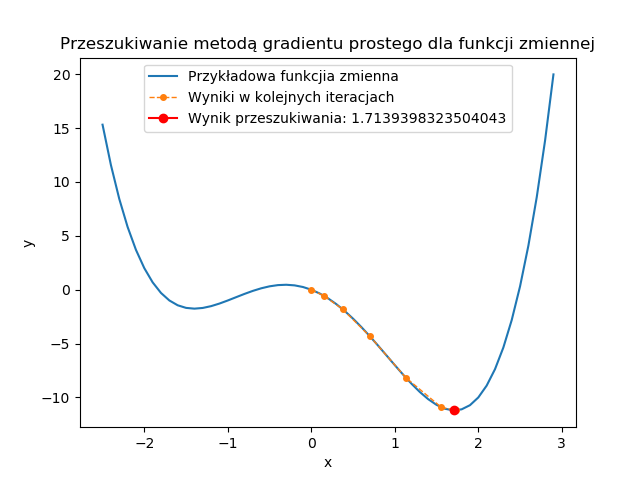 Przeszukiwanie metodą gradientu prostego dla funkcji zmiennej
Przykładowa funkcjia zmienna
Wyniki w kolejnych iteracjach
Wynik przeszukiwania: 1.7139398323504043
20
15
10
5
0
−5
−10
y
−2
−1
0
1
2
3
x